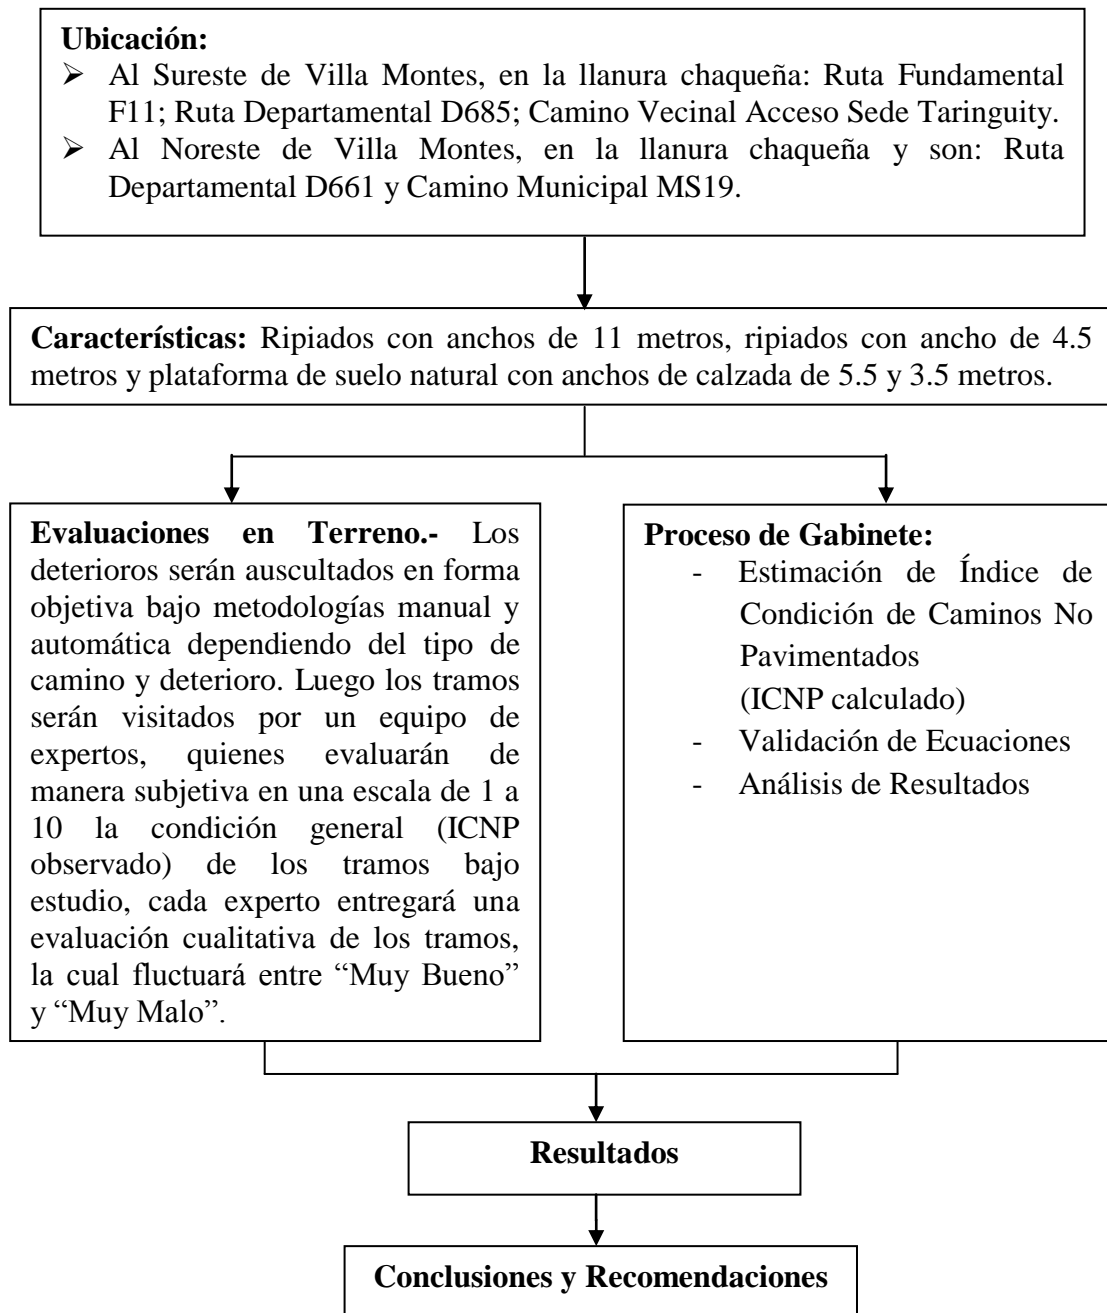 Ubicación:
➢ Al Sureste de Villa Montes, en la llanura chaqueña: Ruta Fundamental
F11; Ruta Departamental D685; Camino Vecinal Acceso Sede Taringuity.
➢ Al Noreste de Villa Montes, en la llanura chaqueña y son: Ruta
Departamental D661 y Camino Municipal MS19.
Características: Ripiados con anchos de 11 metros, ripiados con ancho de 4.5
metros y plataforma de suelo natural con anchos de calzada de 5.5 y 3.5 metros.
Evaluaciones en Terreno.- Los
deterioros serán auscultados en forma
objetiva bajo metodologías manual y
automática dependiendo del tipo de
camino y deterioro. Luego los tramos
serán visitados por un equipo de
expertos, quienes evaluarán de
manera subjetiva en una escala de 1 a
10 la condición general (ICNP
observado) de los tramos bajo
estudio, cada experto entregará una
evaluación cualitativa de los tramos,
la cual fluctuará entre “Muy Bueno”
y “Muy Malo”.
Proceso de Gabinete:
- Estimación de Índice de
Condición de Caminos No
Pavimentados
(ICNP calculado)
- Validación de Ecuaciones
- Análisis de Resultados
Resultados
Conclusiones y Recomendaciones